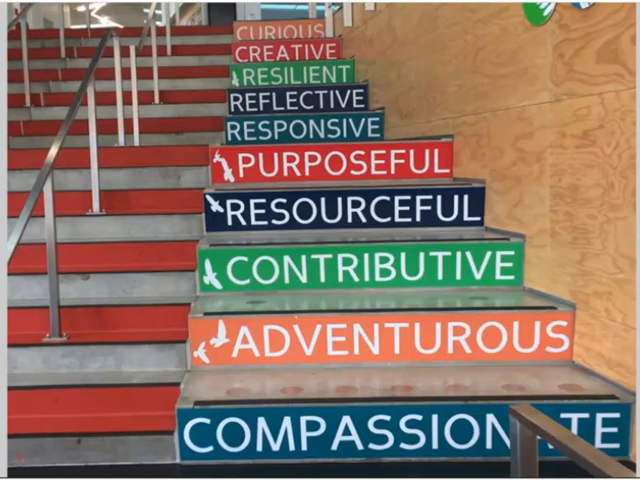 CURIOUS
CREATIVE
RESILIENT
REFLECTIVE
RESPONSIVE
PURPOSEFUL
RESOURCEFUL
CONTRIBUTIVE
ADVENTUROUS
COMPASSIONATE